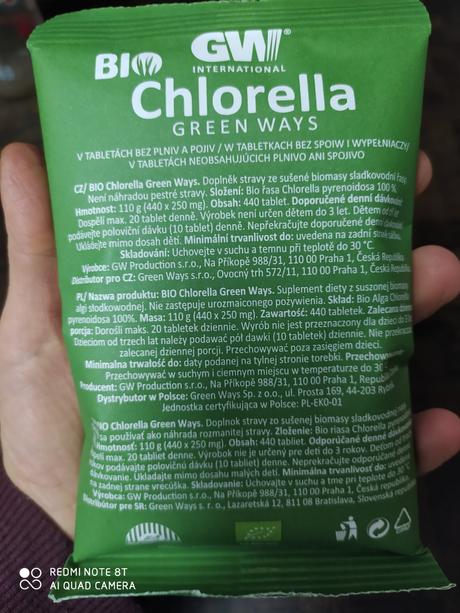 BIO
GW®
INTERNATIONAL
Chlorella
GREEN WAYS
V TABLETÁCH BEZ PLNIV A POJIV / W TABLETKACH BEZ SPOIW I WYPEŁNIACZY/
V TABLETÁCH NEOBSAHUJÚCICH PLNIVO ANI SPOJIVO
CZ/ BIO Chlorella Green Ways. Doplněk stravy ze sušené biomasy sladkovodní řasy.
Není náhradou pestré stravy. Složení: Bio řasa Chlorella pyrenoidosa 100 %.
Hmotnost: 110 g (440 x 250 mg). Obsah: 440 tablet. Doporučené denní dávkování:
Dospělí max. 20 tablet denně. Výrobek není určen dětem do 3 let. Dětem od
podávejte poloviční dávku (10 tablet) denně. Nepřekračujte doporučené denní
Ukládejte mimo dosah dětí. Minimální trvanlivost do: uvedena na zadní straně
Skladování: Uchovejte v suchu a temnu při teplotě do 30 °C.
Výrobce: GW Production s.r.o., Na Příkopě 988/31, 110 00 Praha 1, Česká Republika.
Distributor pro CZ: Green Ways s.r.o., Ovocný trh 572/11, 110 00 Praha 1, Česká Republika.
PL/ Nazwa produktu: BIO Chlorella Green Ways. Suplement diety z suszonej biomasy
algi słodkowodnej. Nie zastępuje urozmaiconego pożywienia. Skład: Bio Alga Chlorella
pyrenoidosa 100%. Masa: 110 g (440 x 250 mg). Zawartość: 440 tabletek. Zalecana
porcja: Dorośli maks. 20 tabletek dziennie. Wyrób nie jest przeznaczony dla dzieci do 3
Dzieciom od trzech lat należy podawać pół dawki (10 tabletek) dziennie. Nie
zalecanej dziennej porcji. Przechowywać poza zasięgiem dzieci.
Minimalna trwałość do: daty podanej na tylnej stronie torebki.
Przechowywać w suchym i ciemnym miejscu w temperaturze do 30
Producent: GW Production s.r.o., Na Příkopě 988/31, 110 00 Praha 1,
Dystrybutor w Polsce: Green Ways Sp. z o.o., ul. Prosta 169, 44-203
Jednostka certyfikująca w Polsce: PL-EKO-01
BIO Chlorella Green Ways. Doplnok stravy zo sušenej biomasy sladkovodnej
sa používať ako náhrada rozmanitej stravy. Zloženie: Bio riasa Chlorella
Hmotnosť: 110 g (440 x 250 mg). Obsah: 440 tabliet. Odporúčané denné
max. 20 tabliet denne. Výrobok nie je určený pre deti do 3 rokov. Deťom od
rokov podávajte polovičnú dávku (10 tabliet) denne. Neprekračujte odporúčané denné
Ukladajte mimo dosahu malých detí. Minimálna trvanlivosť do:
na zadnej strane vrecúška. Skladovanie: Uchovajte v suchu a tme pri teplote do 30 °C
Výrobca: GW Production s.r.o., Na Příkopě 988/31, 110 00 Praha 1, Česká republika.
Distribútor pre SR: Green Ways s. r. o., Lazaretská 12, 811 08 Bratislava, Slovenská republika
REDMI NOTE 8T
AI QUAD CAMERA